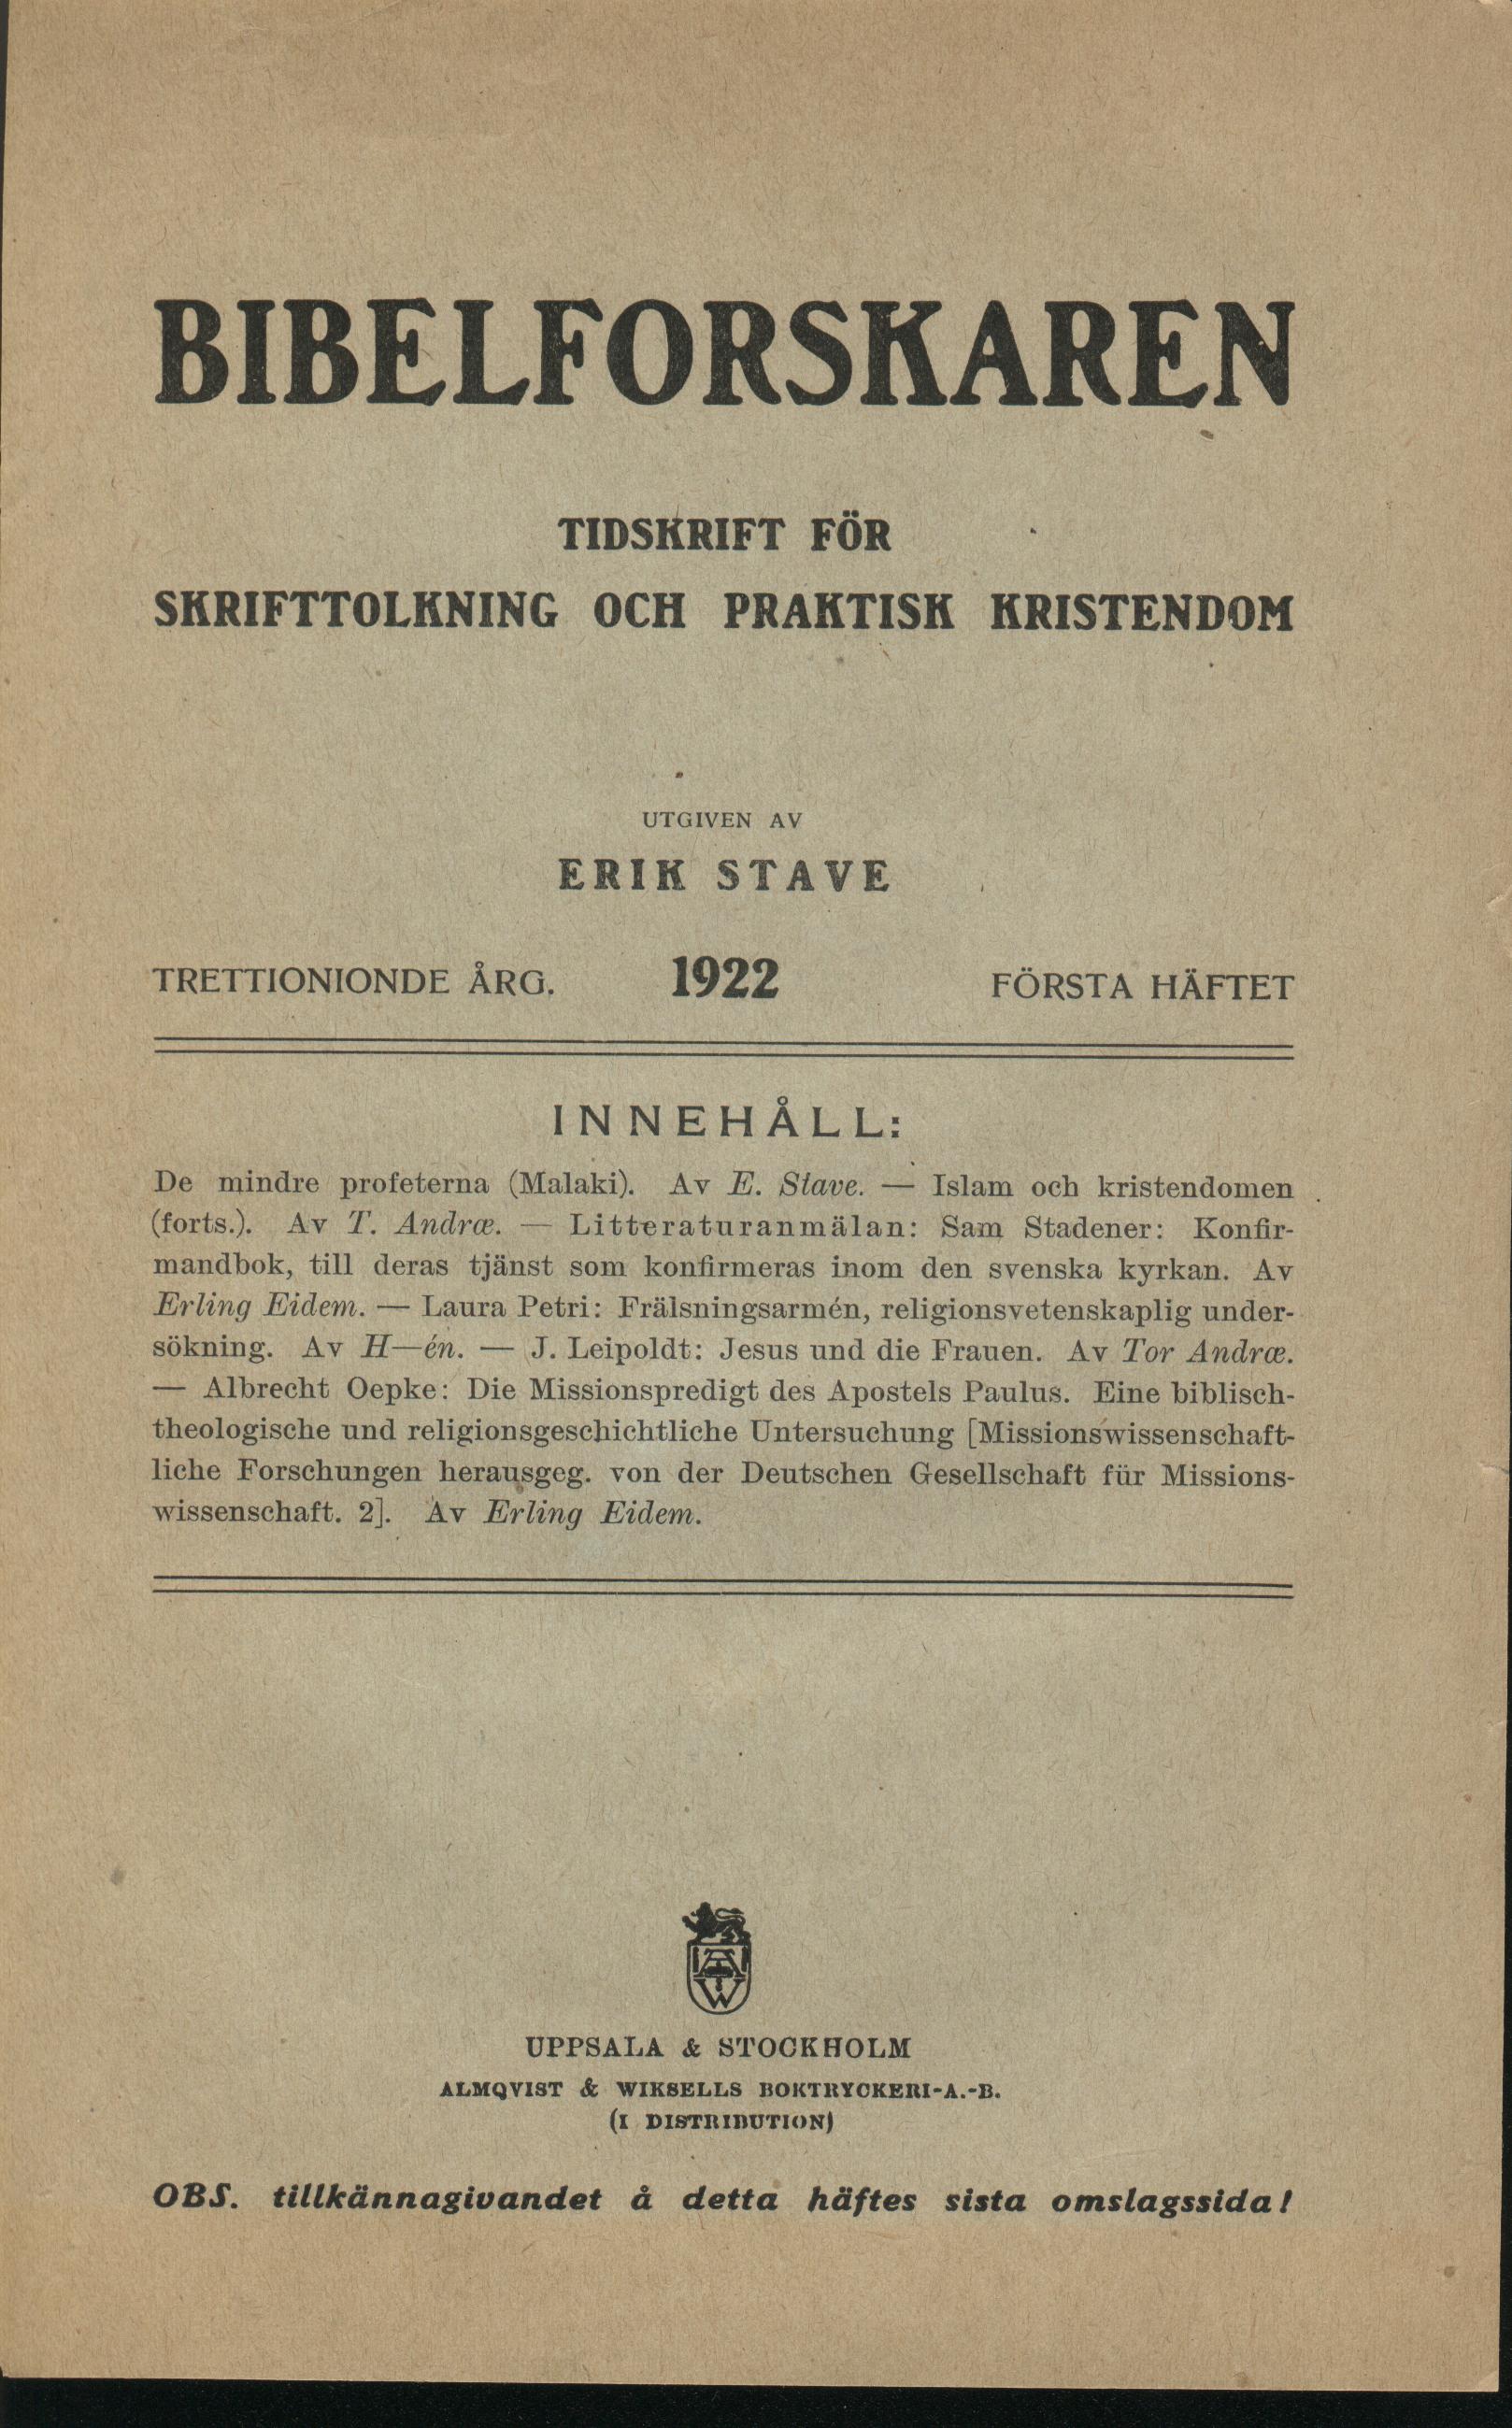 BIBELFORSKAREN
TIDSKRIFT FÖR
SKRIFTTOLKNING OCH PRAKTISK KRISTENDOM
UTGIVEN AV
ERIK STAVE
TRETTIONIONDE ÅRG. 1922 FÖRSTA HÄFTET
INNEHÅLL:
De mindre profeterna (Malaki). Av E. Stave. — Islam och kristendomen
(forts.). Av T. Andræ. — Litteraturanmälan: Sam Stadener: Konfir-
mandbok, till deras tjänst som konfirmeras inom den svenska kyrkan. Av
Erling Eidem. — Laura Petri: Frälsningsarmén, religionsvetenskaplig under-
sökning. Av H—én. — J. Leipoldt: Jesus und die Frauen. Av Tor Andræ.
— Albrecht Oepke: Die Missionspredigt des Apostels Paulus. Eine biblisch-
theologische und religionsgeschichtliche Untersuchung [Missionswissenschaft-
liche Forschungen herausgeg. von der Deutschen Gesellschaft für Missions-
wissenschaft. 2]. Av Erling Eidem.
UPPSALA & STOCKHOLM
ALMQVIST & WIKSELLS BOKTRYCKERI-A.-B.
(I DISTRIBUTION)
OBS. tillkännagivandet å detta häftes sista omslagssida!